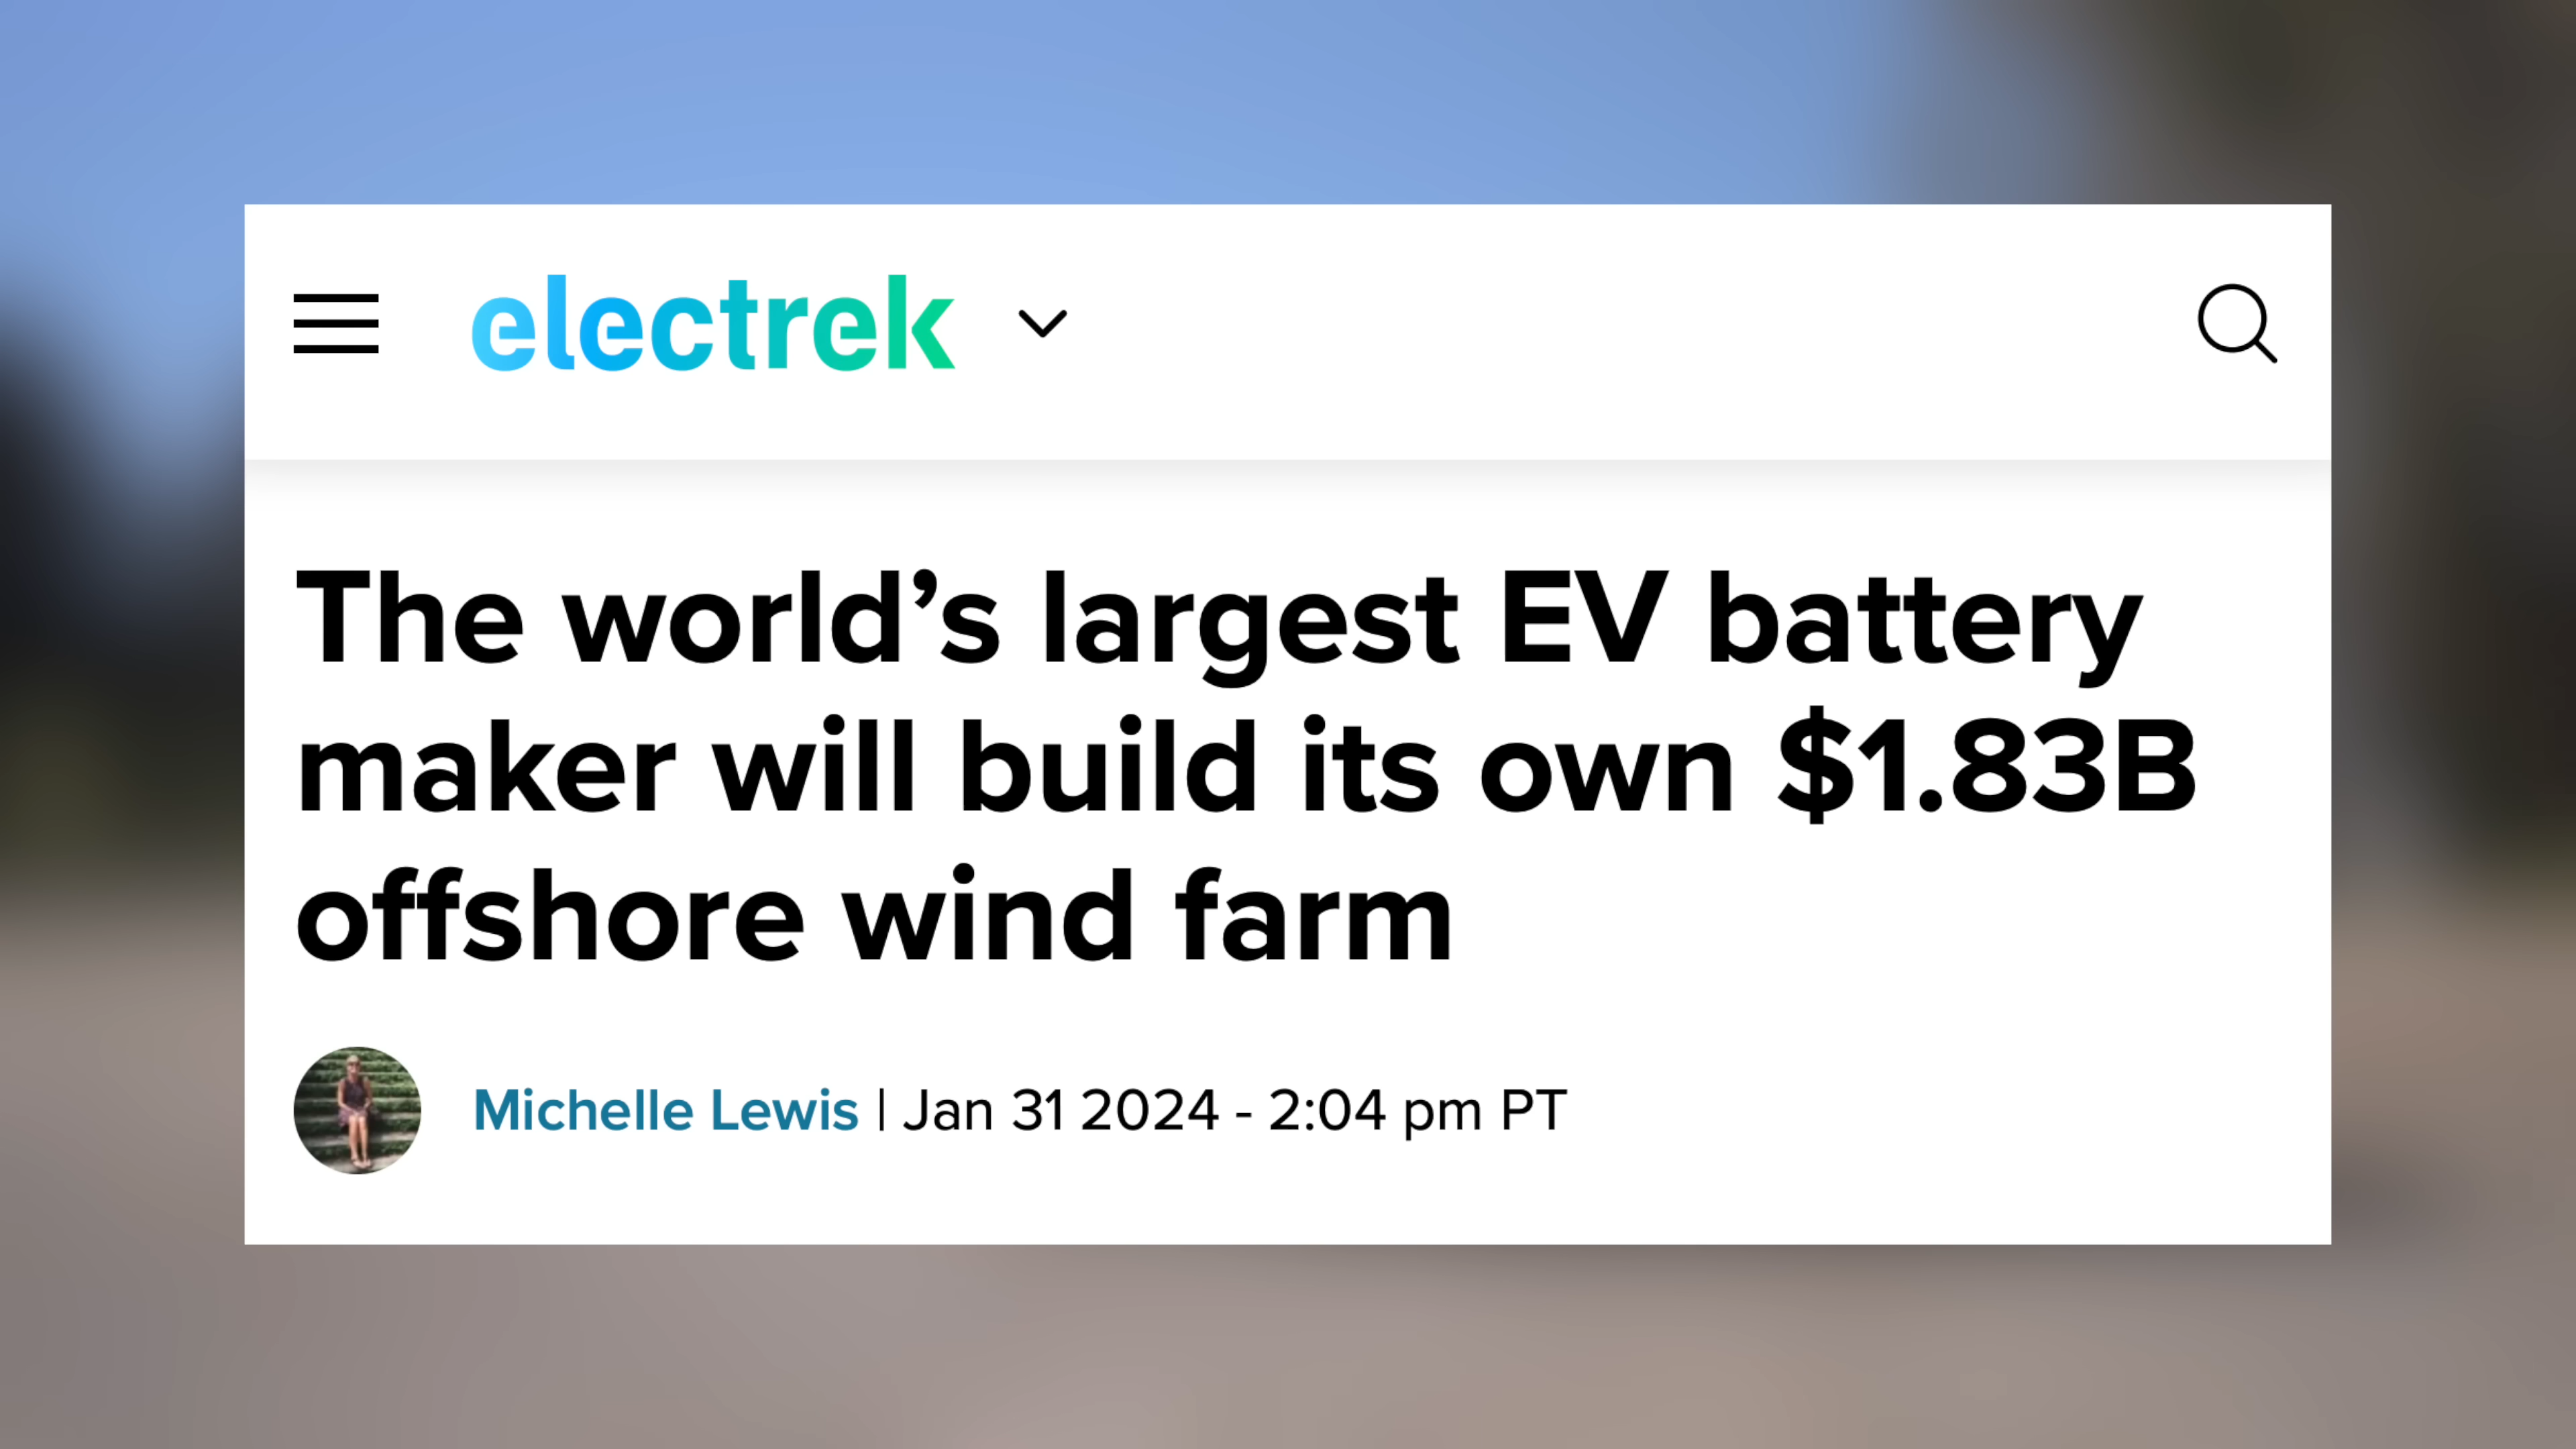 electrek
The world’s largest EV battery
maker will build its own $1.83B
offshore wind farm
Michelle Lewis | Jan 31 2024 - 2:04 pm PT